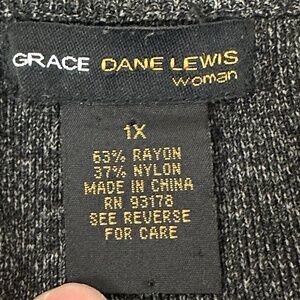 GRACE DANE LEWIS
woman
1X
63% RAYON
37% NYLON
MADE IN CHINA
RN 93178
SEE REVERSE
FOR CARE